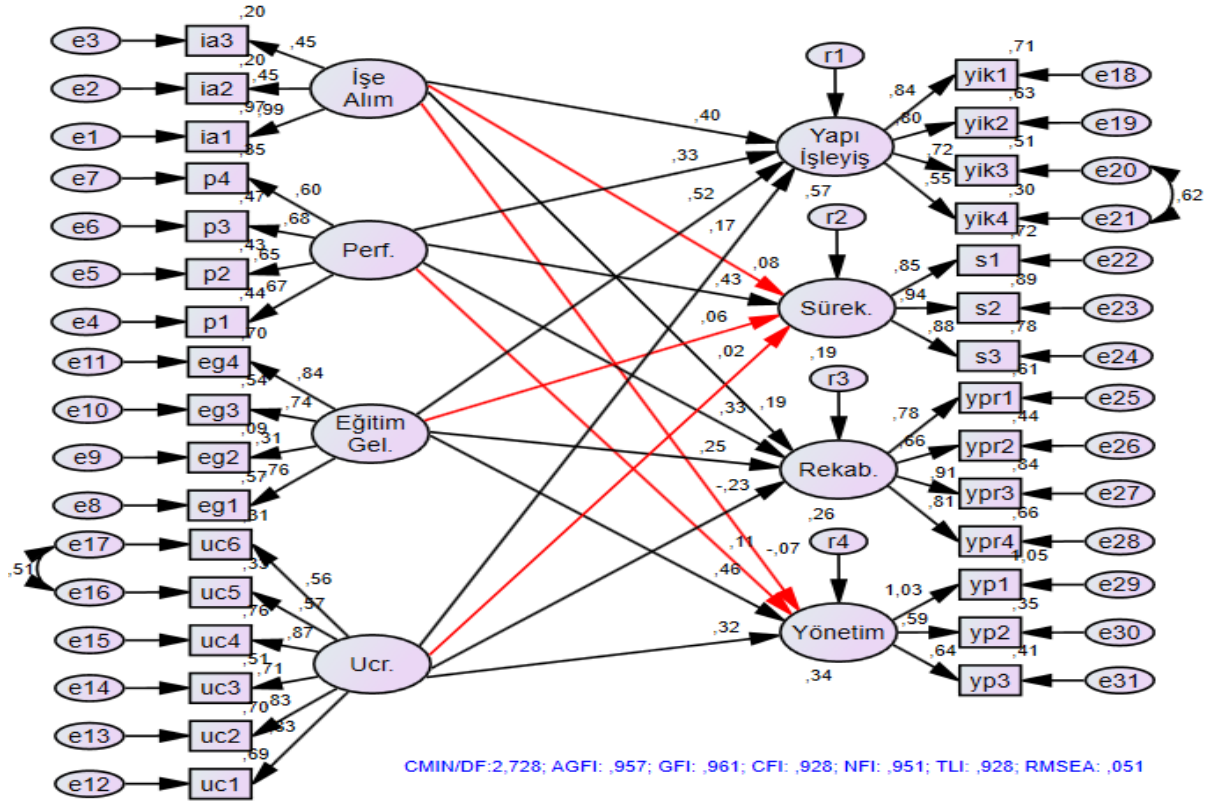 ,20
e3 ia3 ,45
,20
e2 ia2 ,45
,97 ,99
e1 ia1
İşe
Alım
,35
e7 p4 ,60
,47
e6 p3 ,68
,43
e5 p2 ,65
,44 ,67
e4 p1
Perf.
,70
e11 eg4 ,84
,54
e10 eg3 ,74
,09
e9 eg2 ,31
,57 ,76
e8 eg1
Eğitim
Gel.
,31
e17 uc6 ,56
,51
,33
e16 uc5 ,57
,76
e15 uc4 ,87
,51
e14 uc3 ,71
,70 ,83
e13 uc2 ,83
,69
e12 uc1
Ucr.
,40
,33
,52
,17
,08
,43
,06
,02
,33
,19
,25
-,23
,11
-,07
,46
,32
r1
Yapı
İşleyiş
,57
r2
Sürek.
,19
r3
Rekab.
,26
r4
Yönetim
,34
,71
,84 yik1 e18
,63
,80 yik2 e19
,51
,72 yik3 e20
,30
,55 yik4 e21
,62
,72
,85 s1 e22
,89
,94 s2 e23
,78
,88 s3 e24
,61
,78 ypr1 e25
,44
,66 ypr2 e26
,84
,91 ypr3 e27
,66
,81 ypr4 e28
1,05
1,03 yp1 e29
,35
,59 yp2 e30
,41
,64 yp3 e31
CMIN/DF:2,728; AGFI: ,957; GFI: ,961; CFI: ,928; NFI: ,951; TLI: ,928; RMSEA: ,051